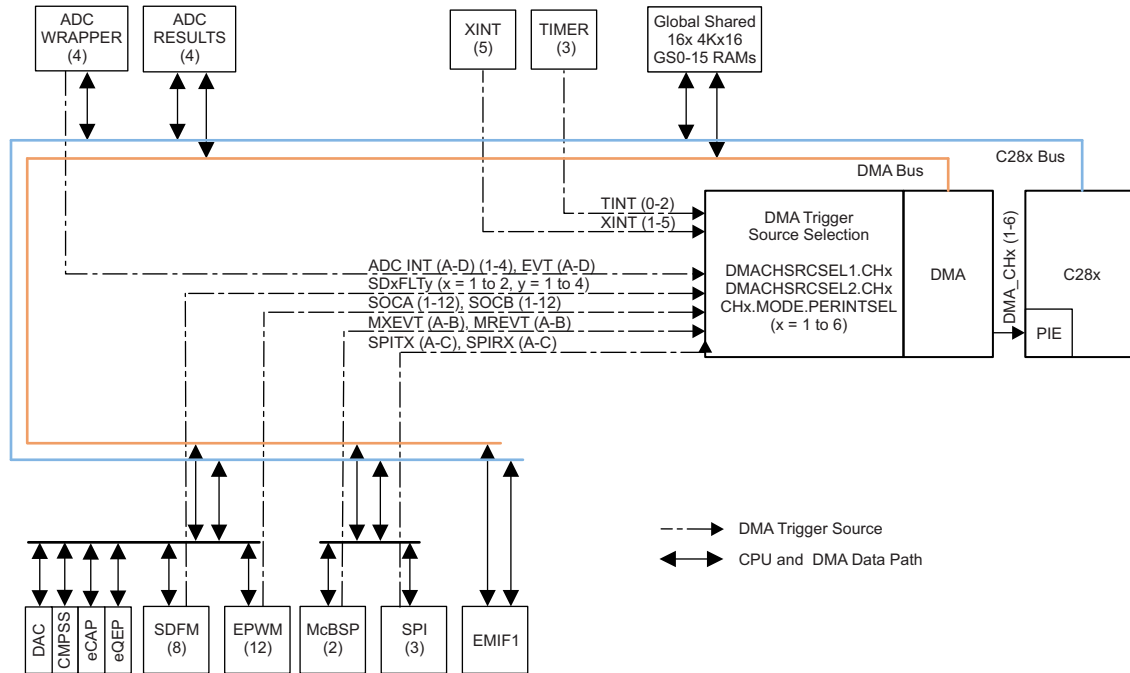 ADC
WRAPPER
(4)
ADC
RESULTS
(4)
XINT
(5)
TIMER
(3)
Global Shared
16x 4Kx16
GS0-15 RAMs
C28x Bus
DMA Bus
TINT (0-2)
XINT (1-5)
ADC INT (A-D) (1-4), EVT (A-D)
SDxFLTy (x = 1 to 2, y = 1 to 4)
SOCA (1-12), SOCB (1-12)
MXEVT (A-B), MREVT (A-B)
SPITX (A-C), SPIRX (A-C)
DMA Trigger
Source Selection
DMACHSRCSEL1.CHx
DMACHSRCSEL2.CHx
CHx.MODE.PERINTSEL
(x = 1 to 6)
DMA
DMA_CHx (1-6)
C28x
PIE
DMA Trigger Source
CPU and DMA Data Path
DAC
CMPSS
eCAP
eQEP
SDFM
(8)
EPWM
(12)
McBSP
(2)
SPI
(3)
EMIF1